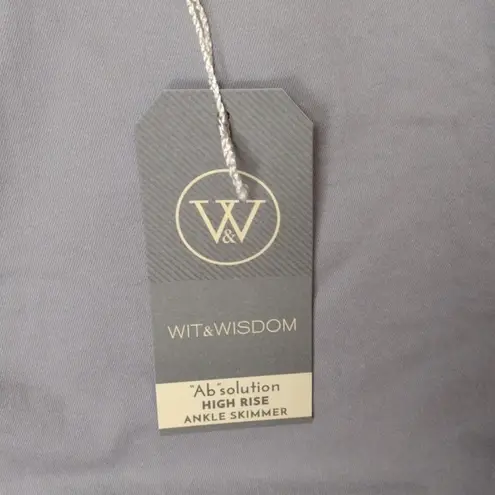 W&W
WIT&WISDOM
"Ab"solution
HIGH RISE
ANKLE SKIMMER